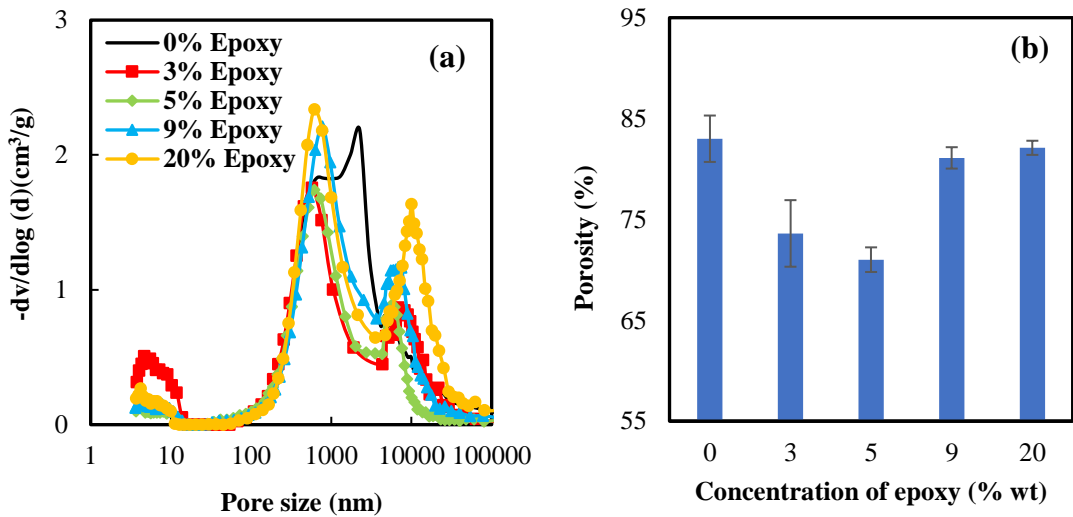 3
2
1
0
-dv/dlog (d)(cm³/g)
0% Epoxy
3% Epoxy
5% Epoxy
9% Epoxy
20% Epoxy
(a)
1 10 100 1000 10000 100000
Pore size (nm)
95
85
75
65
55
Porosity (%)
(b)
0 3 5 9 20
Concentration of epoxy (% wt)